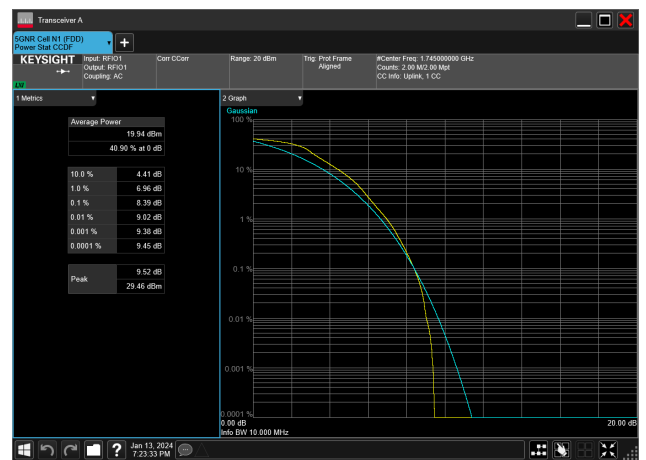 Transceiver A
5GNR Cell N1 (FDD)
Power Stat CCDF
KEYSIGHT
Input: RFIO1
Output: RFIO1
Coupling: AC
Corr CCorr
Range: 20 dBm
Trig: Prot Frame
Aligned
#Center Freq: 1.745000000 GHz
Counts: 2.00 M/2.00 Mpt
CC Info: Uplink, 1 CC
1 Metrics
Average Power
19.94 dBm
40.90 % at 0 dB
10.0 % 4.41 dB
1.0 % 6.96 dB
0.1 % 8.39 dB
0.01 % 9.02 dB
0.001 % 9.38 dB
0.0001 % 9.45 dB
Peak
9.52 dB
29.46 dBm
2 Graph
Gaussian
100 %
10 %
1 %
0.1 %
0.01 %
0.001 %
0.0001 %
0.00 dB
20.00 dB
Info BW 10.000 MHz
Jan 13, 2024
7:23:33 PM